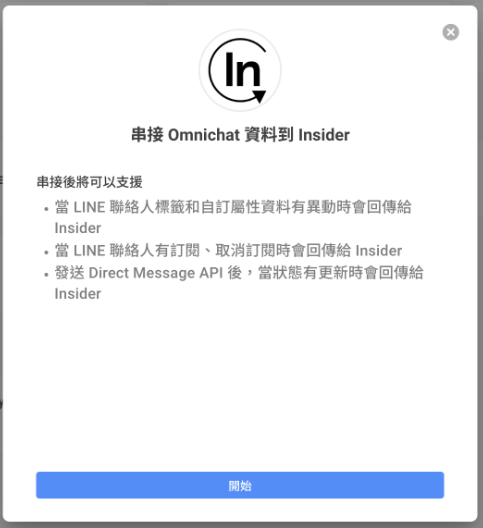 In
串接 Omnichat 資料到 Insider
串接後將可以支援
• 當 LINE 聯絡人標籤和自訂屬性資料有異動時會回傳給
Insider
• 當 LINE 聯絡人有訂閱、取消訂閱時會回傳給 Insider
• 發送 Direct Message API 後，當狀態有更新時會回傳給
Insider
開始